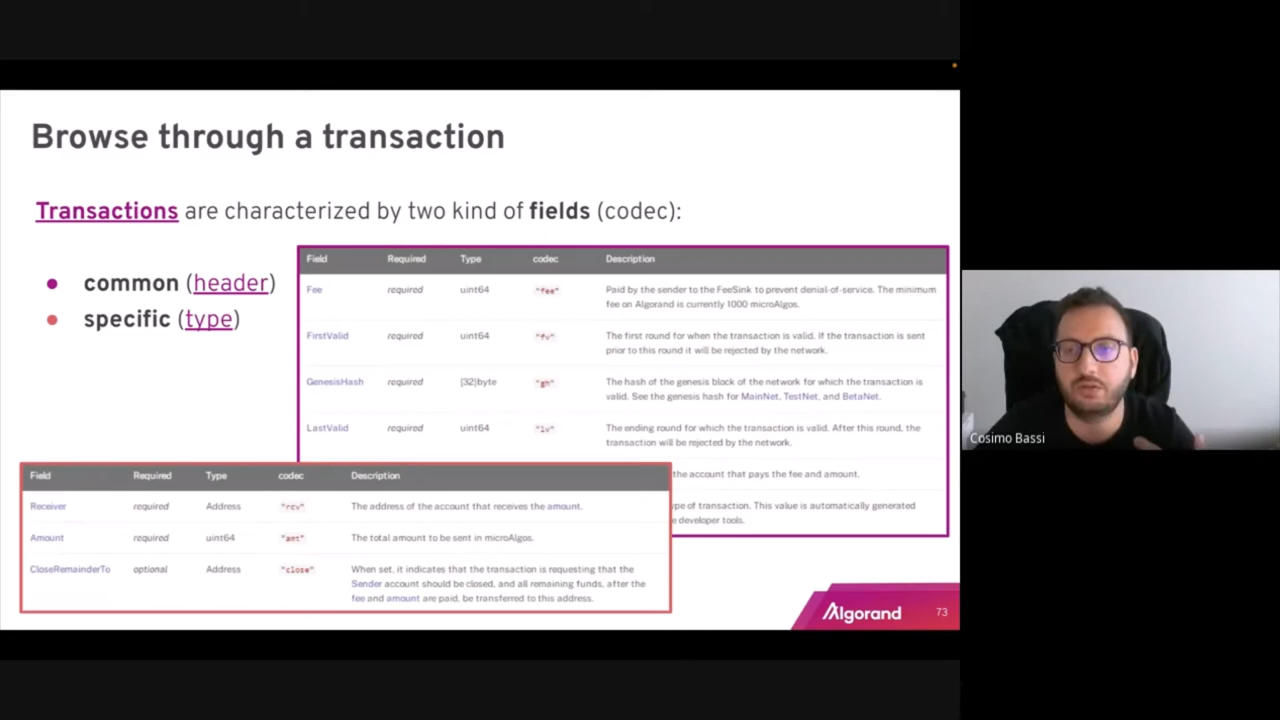 Browse through a transaction
Transactions are characterized by two kind of fields (codec):
● common (header)
● specific (type)
Field Required Type codec Description
Fee required uint64 "fee" Paid by the sender to the FeeSink to prevent denial-of-service. The minimum
fee on Algorand is currently 1000 microAlgos.
FirstValid required uint64 "fv" The first round for when the transaction is valid. If the transaction is sent
prior to this round it will be rejected by the network.
GenesisHash required [32]byte "gh" The hash of the genesis block of the network for which the transaction is
valid. See the genesis hash for MainNet, TestNet, and BetaNet.
LastValid required uint64 "lv" The ending round for which the transaction is valid. After this round, the
transaction will be rejected by the network.
the account that pays the fee and amount.
ype of transaction. This value is automatically generated
e developer tools.
Field Required Type codec Description
Receiver required Address "rcv" The address of the account that receives the amount.
Amount required uint64 "amt" The total amount to be sent in microAlgos.
CloseRemainderTo optional Address "close" When set, it indicates that the transaction is requesting that the
Sender account should be closed, and all remaining funds, after the
fee and amount are paid, be transferred to this address.
Algorand 73
Cosimo Bassi